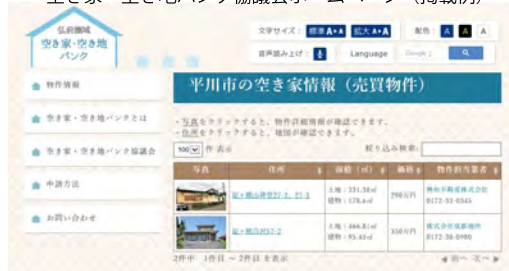 空き家・空き地バンク協議会ホームページ（掲載例）
弘前圏域
空き家・空き地
バンク
文字サイズ： 標準 A▸A 拡大 A▸A 配色： A A A
音声読み上げ： Language
物件情報
空き家・空き地バンクとは
空き家・空き地バンク協議会
申請方法
お問い合わせ
平川市の空き家情報（売買物件）
・写真をクリックすると、物件詳細情報が確認できます。
・住所をクリックすると、地図が確認できます。
100 件 表示 絞り込み検索:
写真 住所 面積（㎡） 価格 物件担当業者
土地：331.38㎡
建物：178.4㎡
290万円
0172-53-0345
土地：466.81㎡
建物：95.43㎡
350万円
0172-38-0980
2件中 1件目 ～ 2件目 を表示 前へ 次へ